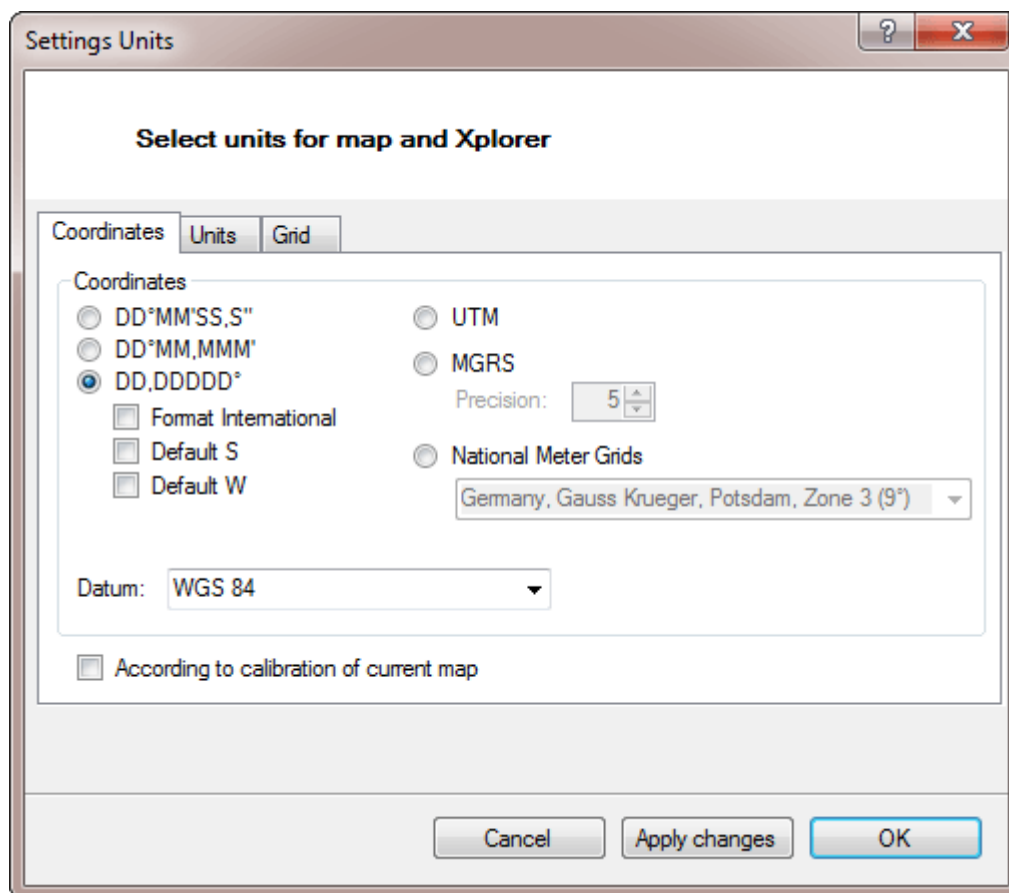 Settings Units
?
Select units for map and Xplorer
Coordinates Units Grid
Coordinates
DD°MM'SS,S''
DD°MM,MMM'
DD,DDDDD°
Format International
Default S
Default W
UTM
MGRS
Precision: 5
National Meter Grids
Germany, Gauss Krueger, Potsdam, Zone 3 (9°)
Datum: WGS 84
According to calibration of current map
Cancel Apply changes OK